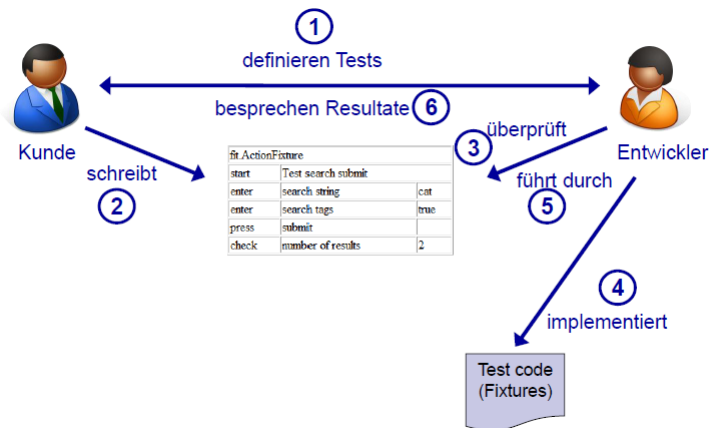 1
definieren Tests
besprechen Resultate 6
Kunde
schreibt
2
fit.ActionFixture
start Test search submit
enter search string cat
enter search tags true
press submit
check number of results 2
3 überprüft
führt durch
5
Entwickler
4
implementiert
Test code
(Fixtures)